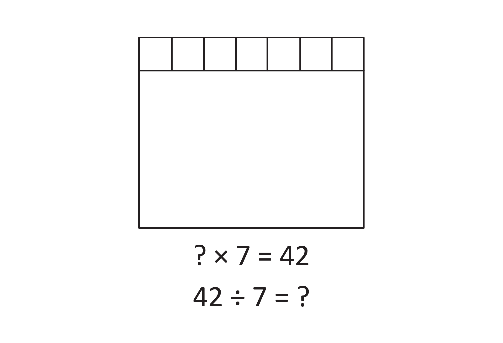 ? × 7 = 42
42 ÷ 7 = ?